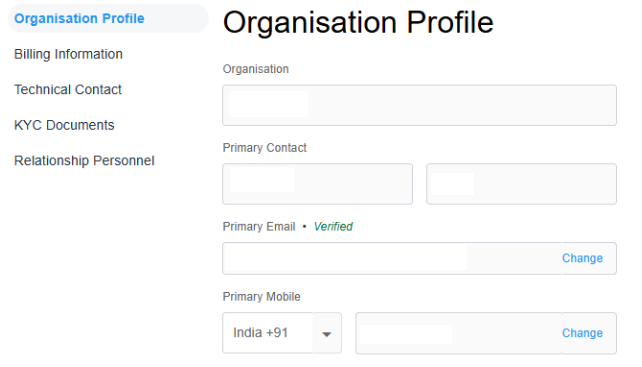 Organisation Profile
Billing Information
Technical Contact
KYC Documents
Relationship Personnel
Organisation Profile
Organisation
Primary Contact
Primary Email • Verified
Change
Primary Mobile
India +91
Change